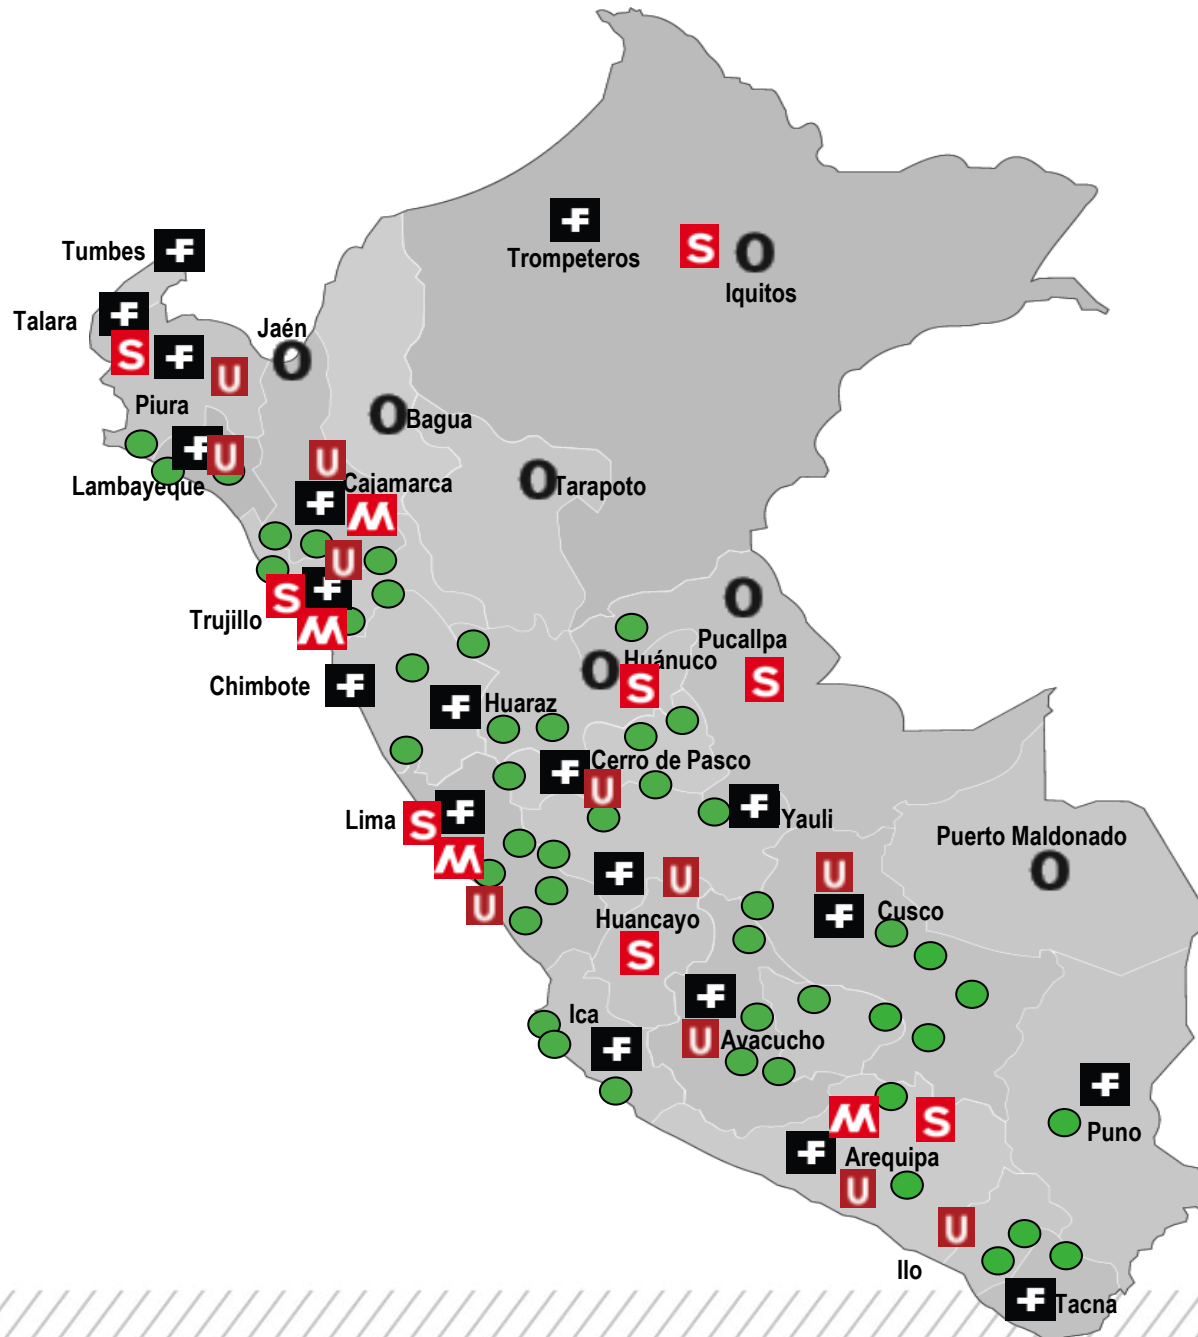 Tumbes
Trompeteros
S
O
Iquitos
Talara
Jaén
O
S
U
Piura
O
Bagua
U
Lambayeque
U
Cajamarca
O
Tarapoto
M
U
S
Trujillo
M
O
Pucallpa
Chimbote
O
Huánuco
S
S
Huaraz
Cerro de Pasco
U
Lima
S
M
U
Yauli
Puerto Maldonado
O
U
Huancayo
S
U
Cusco
Ica
U
Ayacucho
M
S
Arequipa
U
Puno
U
Ilo
Tacna